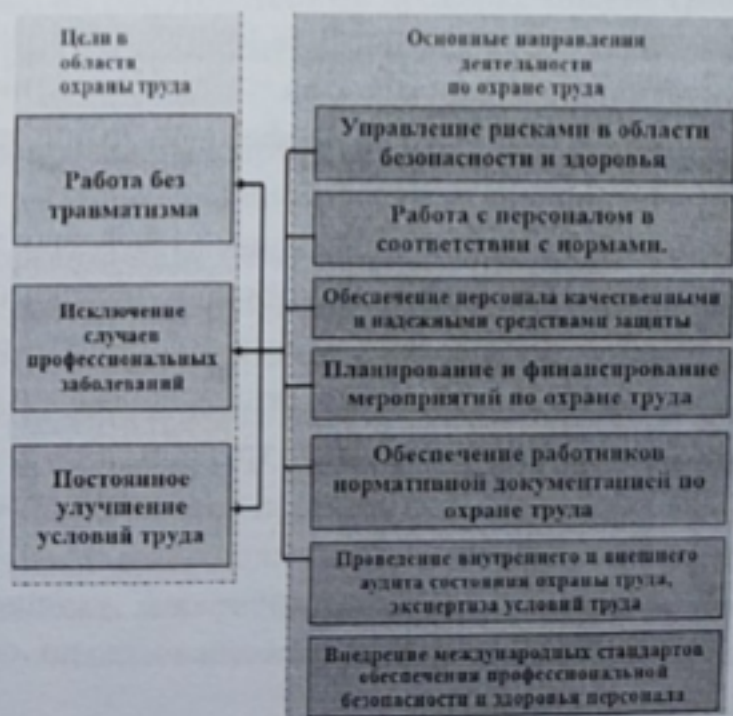 Цели в
области
охраны труда
Работа без
травматизма
Исключение
случаев
профессиональных
заболеваний
Постоянное
улучшение
условий труда
Основные направления
деятельности
по охране труда
Управление рисками в области
безопасности и здоровья
Работа с персоналом в
соответствии с нормами.
Обеспечение персонала качественными
и надежными средствами защиты
Планирование и финансирование
мероприятий по охране труда
Обеспечение работников
нормативной документацией по
охране труда
Проведение внутреннего и внешнего
аудита состояния охраны труда,
экспертиза условий труда
Внедрение международных стандартов
обеспечения профессиональной
безопасности и здоровья персонала